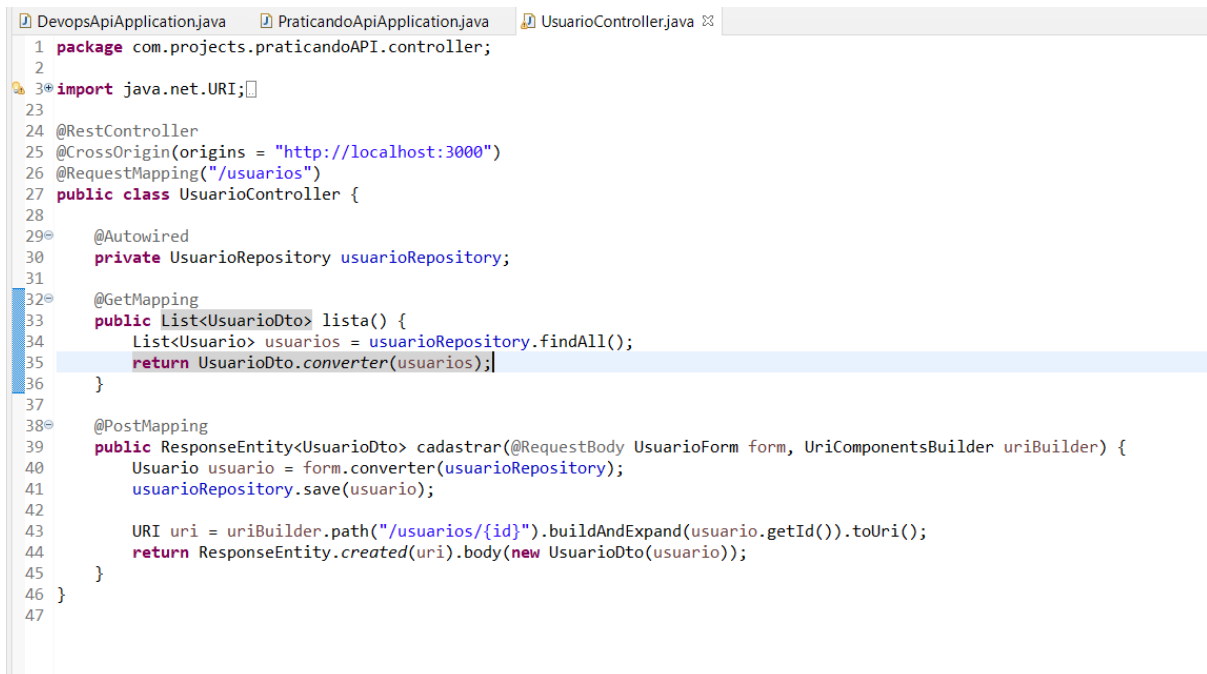 DevopsApiApplication.java PraticandoApiApplication.java UsuarioController.java
1 package com.projects.praticandoAPI.controller;
2
3 import java.net.URI;
23
24 @RestController
25 @CrossOrigin(origins = "http://localhost:3000")
26 @RequestMapping("/usuarios")
27 public class UsuarioController {
28
29 @Autowired
30 private UsuarioRepository usuarioRepository;
31
32 @GetMapping
33 public List<UsuarioDto> lista() {
34 List<Usuario> usuarios = usuarioRepository.findAll();
35 return UsuarioDto.converter(usuarios);
36 }
37
38 @PostMapping
39 public ResponseEntity<UsuarioDto> cadastrar(@RequestBody UsuarioForm form, UriComponentsBuilder uriBuilder) {
40 Usuario usuario = form.converter(usuarioRepository);
41 usuarioRepository.save(usuario);
42
43 URI uri = uriBuilder.path("/usuarios/{id}").buildAndExpand(usuario.getId()).toUri();
44 return ResponseEntity.created(uri).body(new UsuarioDto(usuario));
45 }
46 }
47